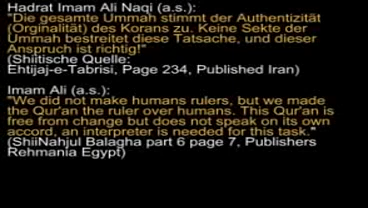 Hadrat Imam Ali Naqi (a.s.):
"Die gesamte Ummah stimmt der Authentizität
(Orginalität) des Korans zu. Keine Sekte der
Ummah bestreitet diese Tatsache, und dieser
Anspruch ist richtig!"
(Shiitische Quelle:
Ehtijaj-e-Tabrisi, Page 234, Published Iran)
Imam Ali (a.s.):
"We did not make humans rulers, but we made
the Qur'an the ruler over humans. This Qur'an is
free from change but does not speak on its own
accord, an interpreter is needed for this task."
(ShiiNahjul Balagha part 6 page 7, Publishers
Rehmania Egypt)